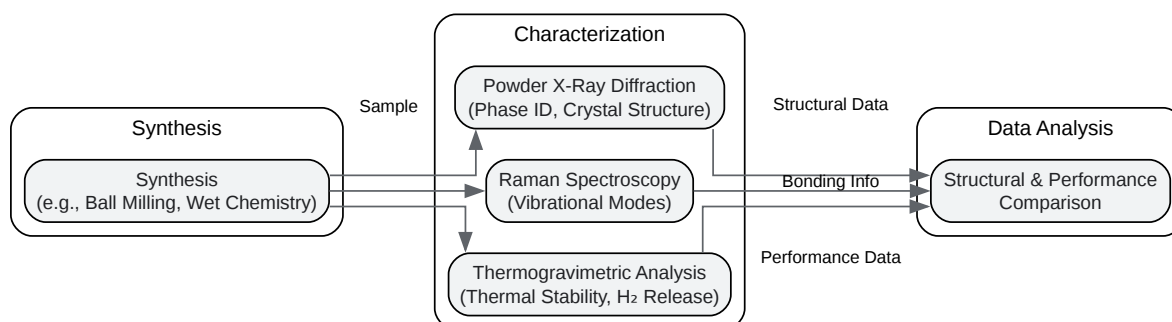 Synthesis
Synthesis
(e.g., Ball Milling, Wet Chemistry)
Sample
Characterization
Powder X-Ray Diffraction
(Phase ID, Crystal Structure)
Raman Spectroscopy
(Vibrational Modes)
Thermogravimetric Analysis
(Thermal Stability, H₂ Release)
Structural Data
Bonding Info
Performance Data
Data Analysis
Structural & Performance
Comparison